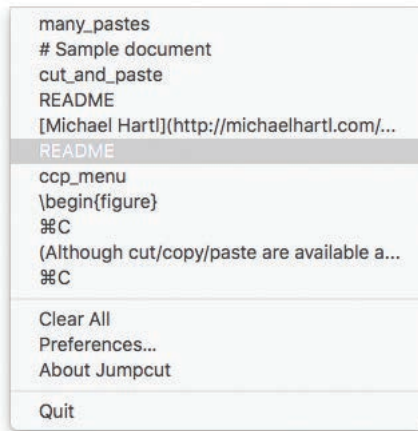 many_pastes
# Sample document
cut_and_paste
README
[Michael Hartl](http://michaelhartl.com/...
README
ccp_menu
\begin{figure}
⌘C
(Although cut/copy/paste are available a...
⌘C
Clear All
Preferences...
About Jumpcut
Quit